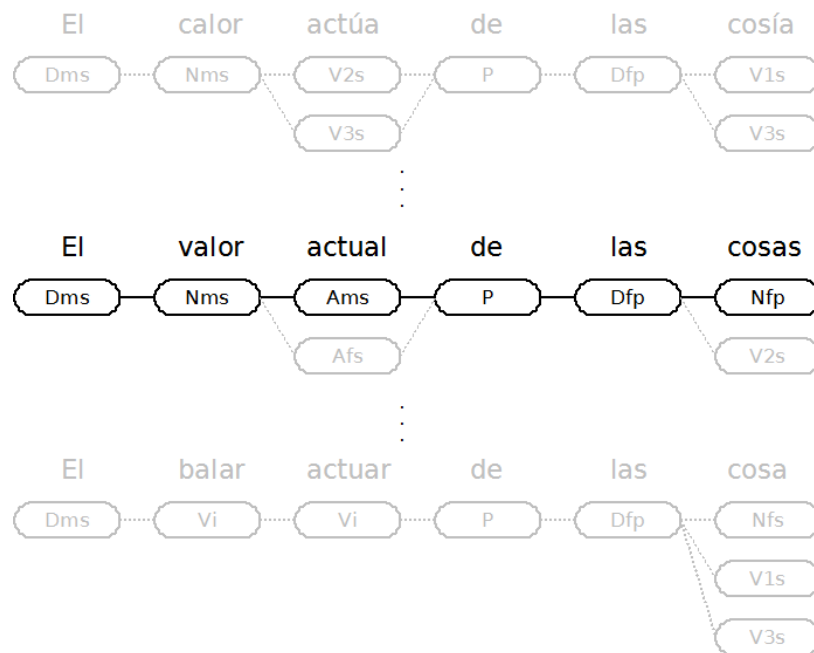 El calor actúa de las cosía
Dms Nms V2s P Dfp V1s
V3s V3s
El valor actual de las cosas
Dms Nms Ams P Dfp Nfp
Afs V2s
El balar actuar de las cosa
Dms Vi Vi P Dfp Nfs
V1s
V3s